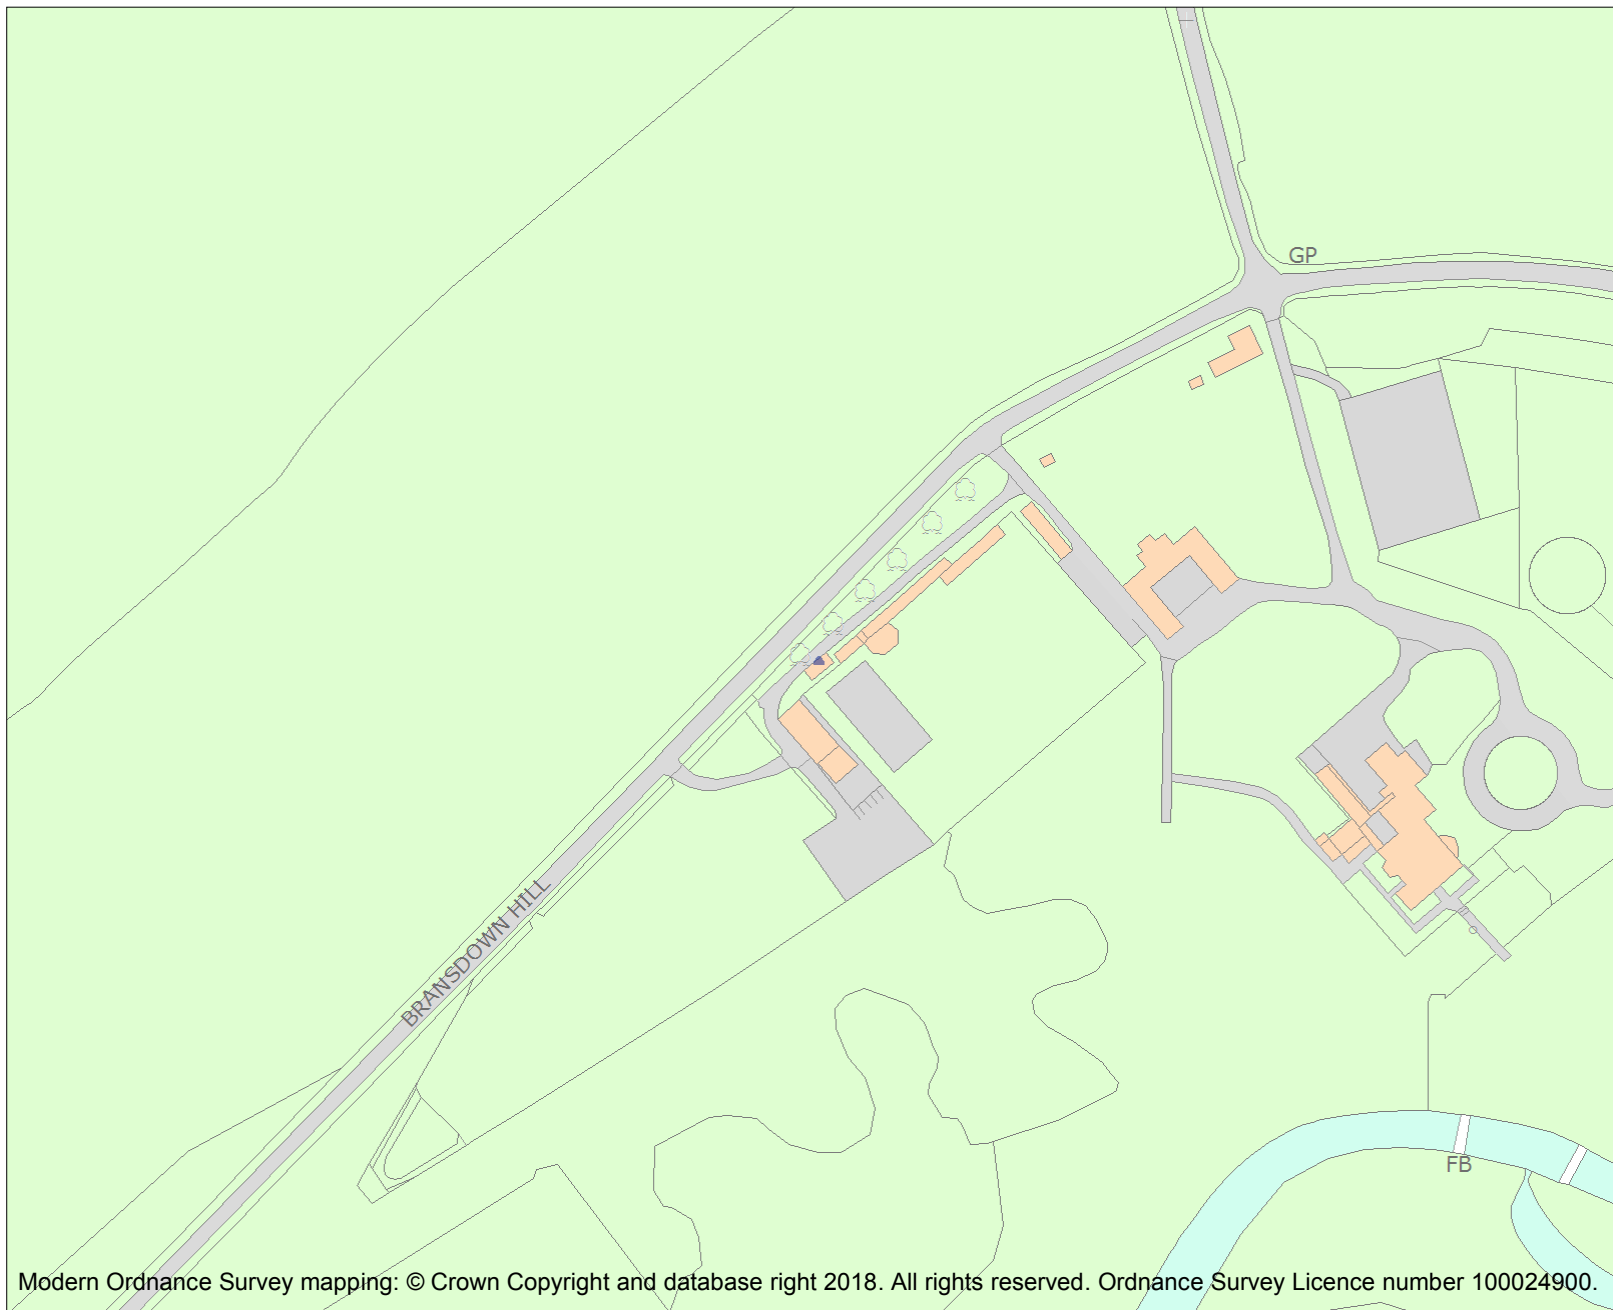 GP
BRANSDOWN HILL
FB
Modern Ordnance Survey mapping: © Crown Copyright and database right 2018. All rights reserved. Ordnance Survey Licence number 100024900.